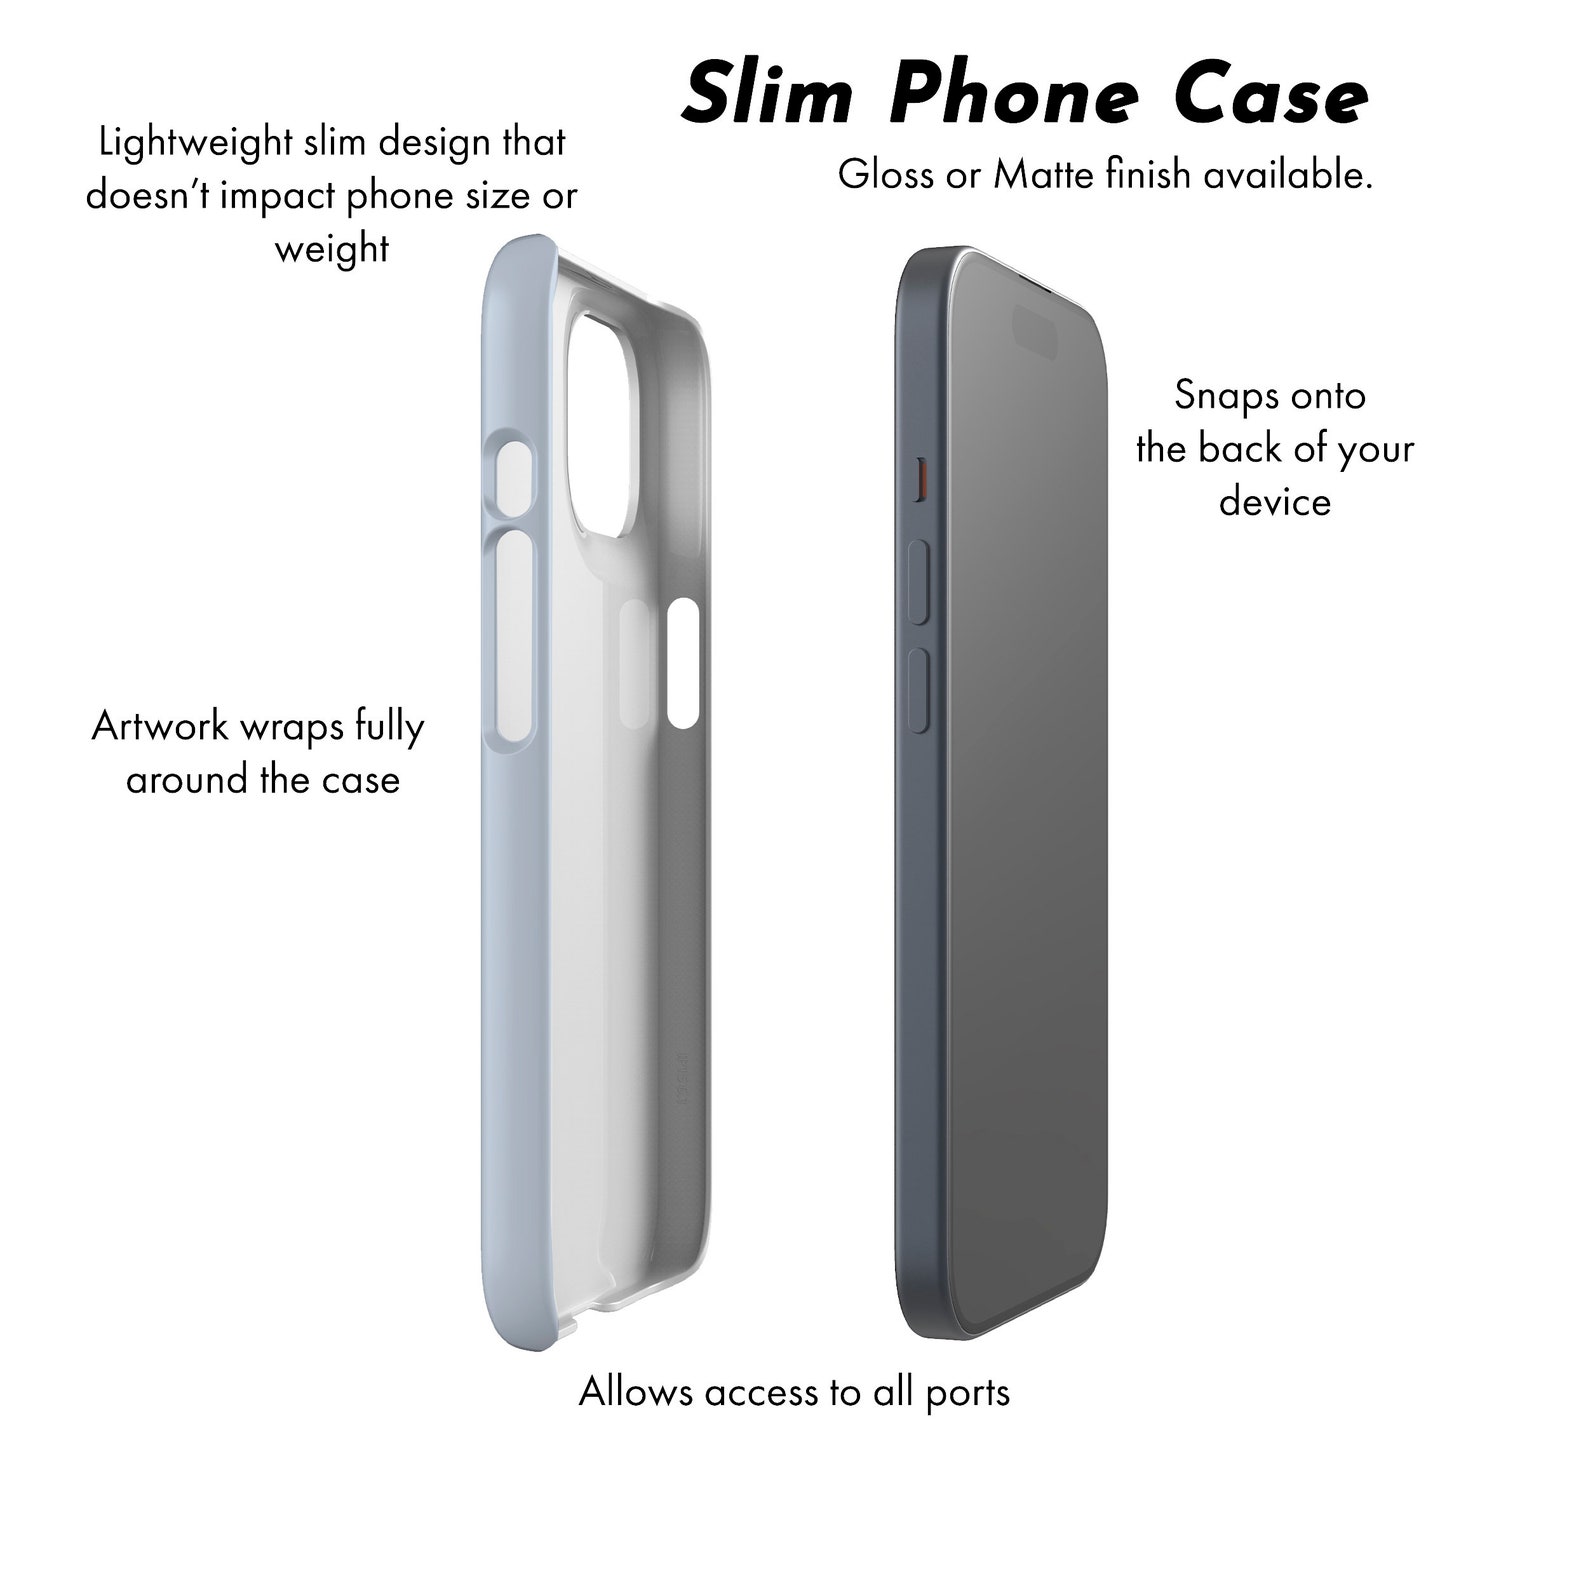 Slim Phone Case
Gloss or Matte finish available.
Lightweight slim design that
doesn't impact phone size or
weight
Snaps onto
the back of your
device
Artwork wraps fully
around the case
Allows access to all ports